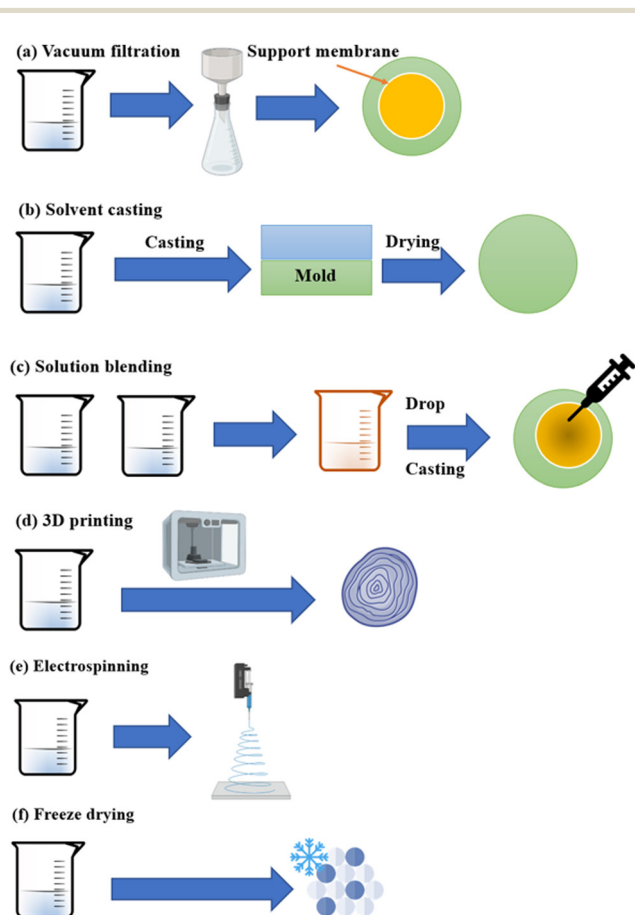 (a) Vacuum filtration
Support membrane
(b) Solvent casting
Casting
Mold
Drying
(c) Solution blending
Drop
Casting
(d) 3D printing
(e) Electrospinning
(f) Freeze drying